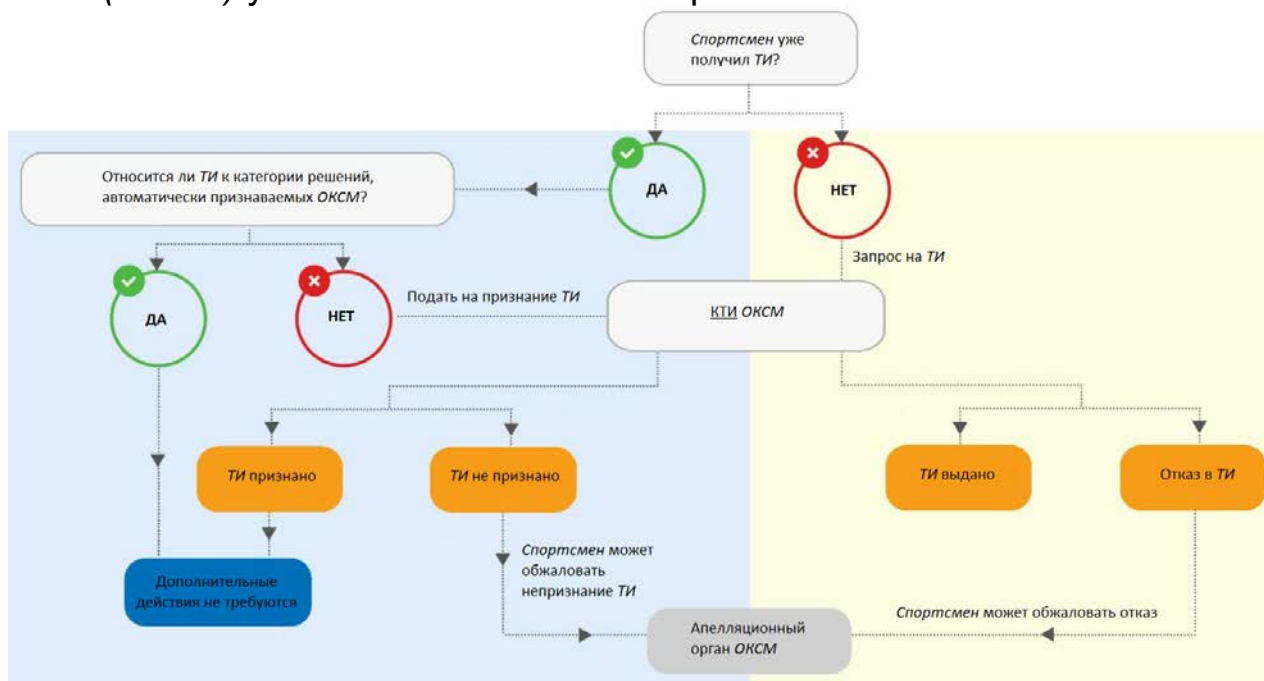 Спортсмен уже
получил ТИ?
ДА
НЕТ
Относится ли ТИ к категории решений,
автоматически признаваемых ОКСМ?
Запрос на ТИ
ДА
НЕТ
Подать на признание ТИ
КТИ ОКСМ
ТИ признано
ТИ не признано
ТИ выдано
Отказ в ТИ
Спортсмен может
обжаловать
непризнание ТИ
Дополнительные
действия не требуются
Спортсмен может обжаловать отказ
Апелляционный
орган ОКСМ